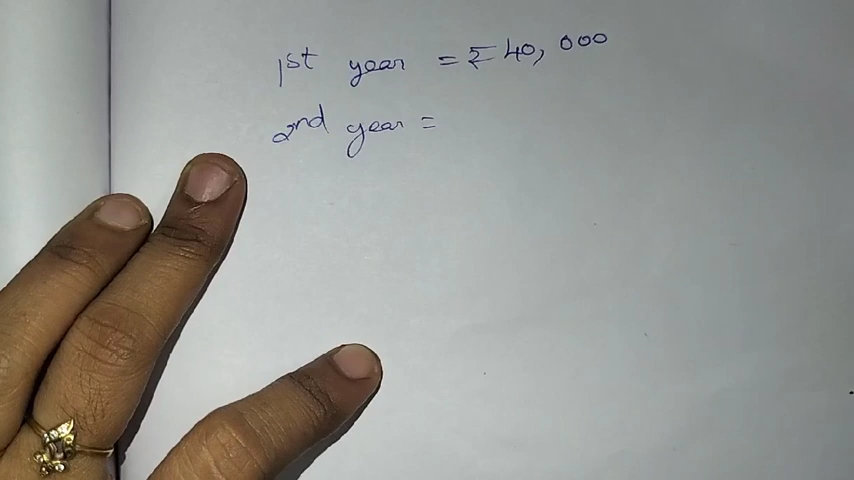 1st year = ₹ 40,000
2nd year =